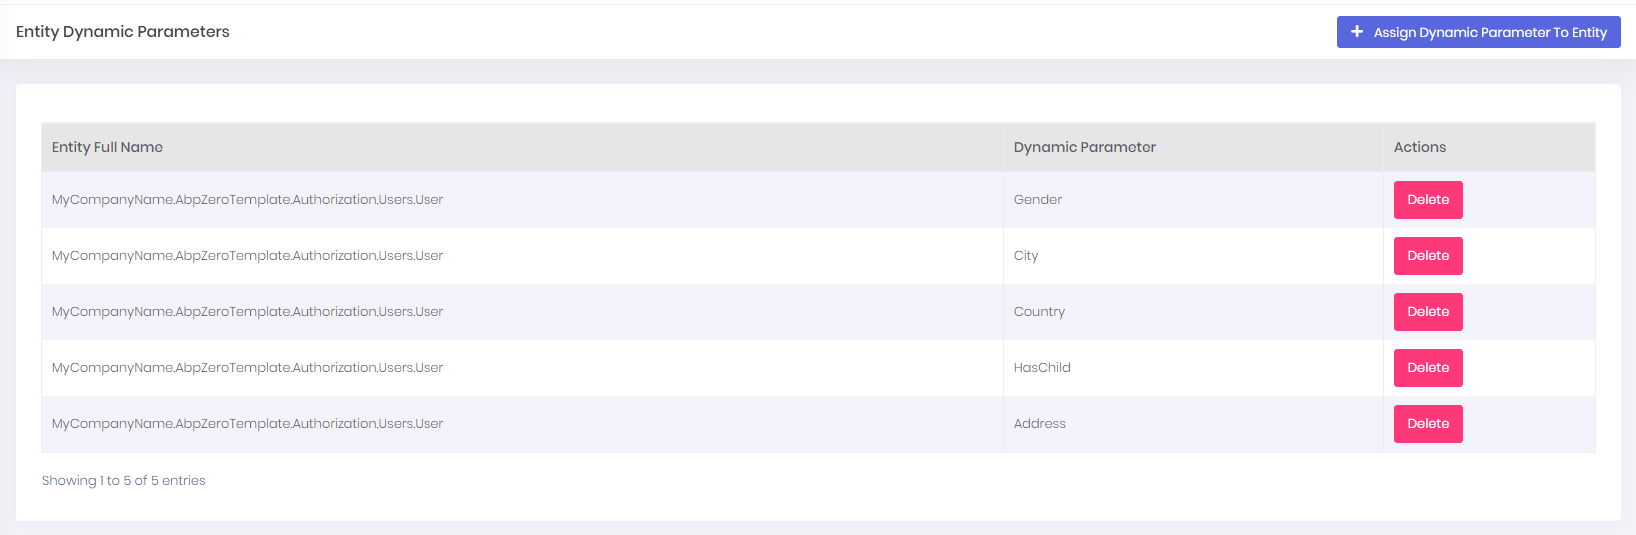 Entity Dynamic Parameters
+ Assign Dynamic Parameter To Entity
Entity Full Name Dynamic Parameter Actions
MyCompanyName.AbpZeroTemplate.Authorization.Users.User Gender Delete
MyCompanyName.AbpZeroTemplate.Authorization.Users.User City Delete
MyCompanyName.AbpZeroTemplate.Authorization.Users.User Country Delete
MyCompanyName.AbpZeroTemplate.Authorization.Users.User HasChild Delete
MyCompanyName.AbpZeroTemplate.Authorization.Users.User Address Delete
Showing 1 to 5 of 5 entries